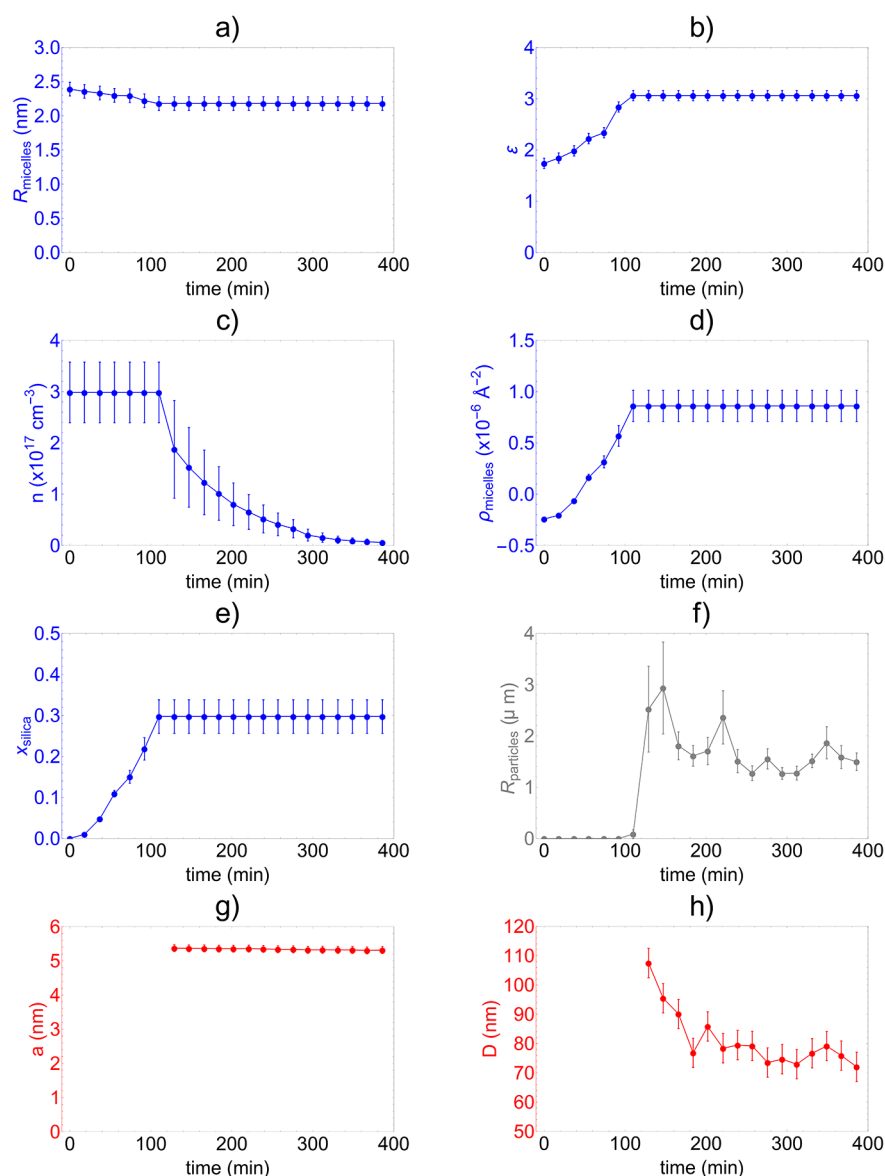 a)
3.0
2.5
2.0
1.5
1.0
0.5
0.0
R_micelles (nm)
0 100 200 300 400
time (min)
b)
4
3
2
1
0
ε
0 100 200 300 400
time (min)
c)
4
3
2
1
0
n (x10^17 cm^-3)
0 100 200 300 400
time (min)
d)
1.5
1.0
0.5
0.0
−0.5
ρ_micelles (x10^-6 Å^-2)
0 100 200 300 400
time (min)
e)
0.5
0.4
0.3
0.2
0.1
0.0
x_silica
0 100 200 300 400
time (min)
f)
4
3
2
1
0
R_particles (μ m)
0 100 200 300 400
time (min)
g)
6
5
4
3
2
1
0
a (nm)
0 100 200 300 400
time (min)
h)
120
110
100
90
80
70
60
50
D (nm)
0 100 200 300 400
time (min)